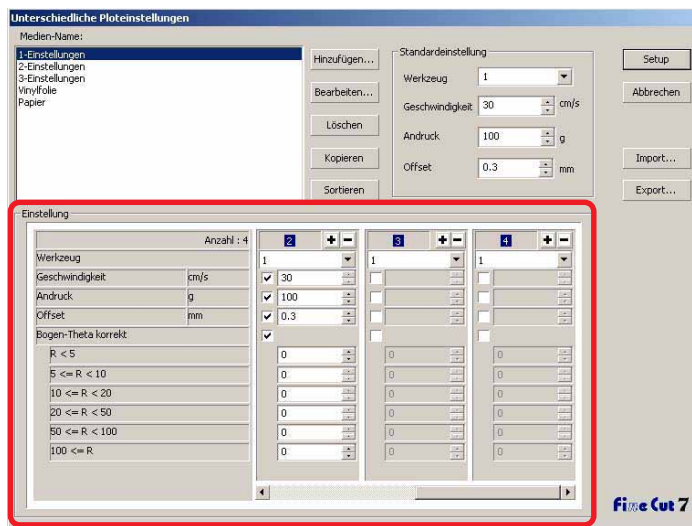 Unterschiedliche Ploteinstellungen
Medien-Name:
1-Einstellungen
2-Einstellungen
3-Einstellungen
Vinylfolie
Papier
Hinzufügen...
Bearbeiten...
Löschen
Kopieren
Sortieren
Standardeinstellung
Werkzeug 1
Geschwindigkeit 30 cm/s
Andruck 100 g
Offset 0.3 mm
Setup
Abbrechen
Import...
Export...
Einstellung
Anzahl : 4 2 + - 3 + - 4 + -
Werkzeug 1 1 1
Geschwindigkeit cm/s 30
Andruck g 100
Offset mm 0.3
Bogen-Theta korrekt
R < 5 0 0 0
5 <= R < 10 0 0 0
10 <= R < 20 0 0 0
20 <= R < 50 0 0 0
50 <= R < 100 0 0 0
100 <= R 0 0 0
Fine Cut 7